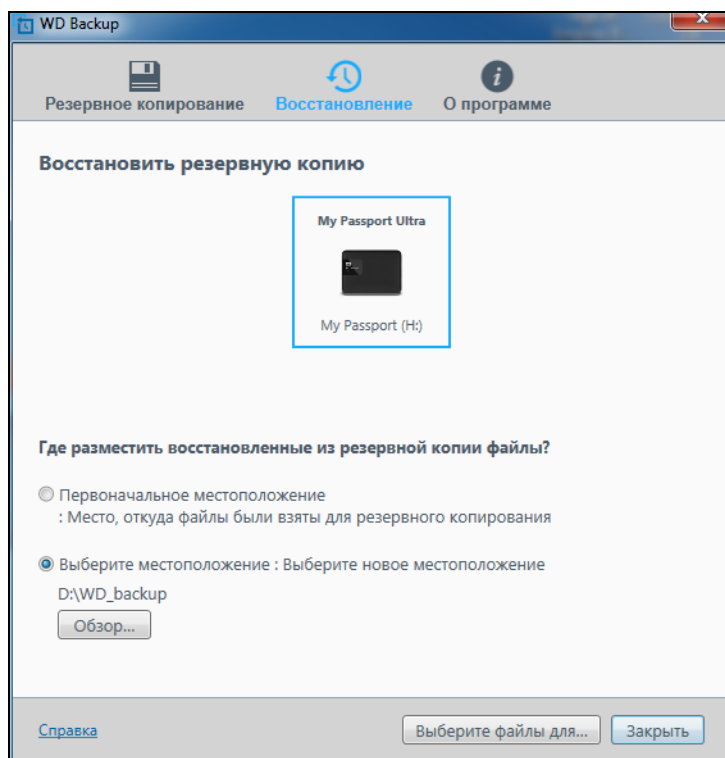 WD Backup
Резервное копирование
Восстановление
О программе
Восстановить резервную копию
My Passport Ultra
My Passport (H:)
Где разместить восстановленные из резервной копии файлы?
Первоначальное местоположение
: Место, откуда файлы были взяты для резервного копирования
Выберите местоположение : Выберите новое местоположение
D:\WD_backup
Обзор...
Справка
Выберите файлы для...
Закрыть